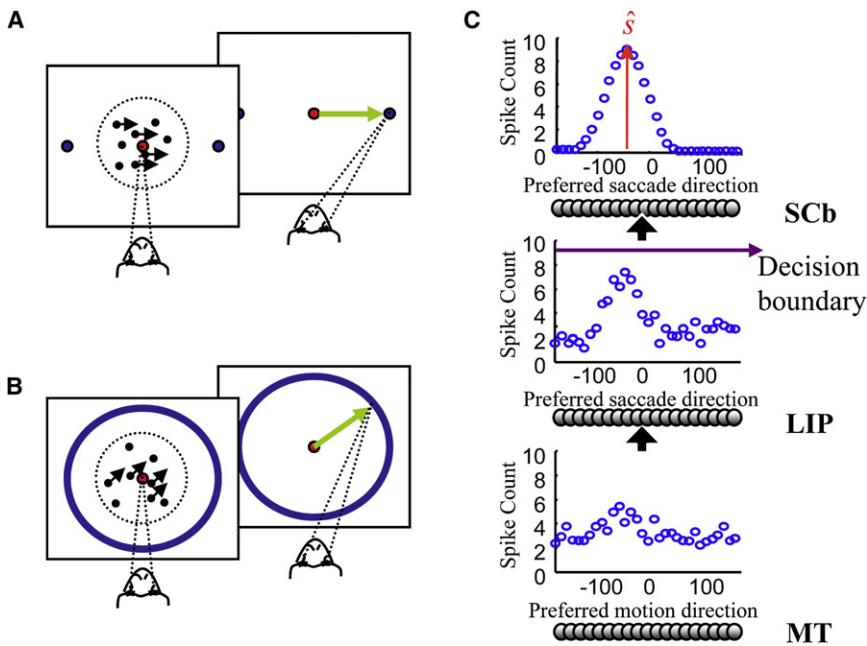 A
B
C
ŝ
Spike Count
10
8
6
4
2
0
-100 0 100
Preferred saccade direction
SCb
Decision
boundary
Spike Count
10
8
6
4
2
0
-100 0 100
Preferred saccade direction
LIP
Spike Count
10
8
6
4
2
0
-100 0 100
Preferred motion direction
MT